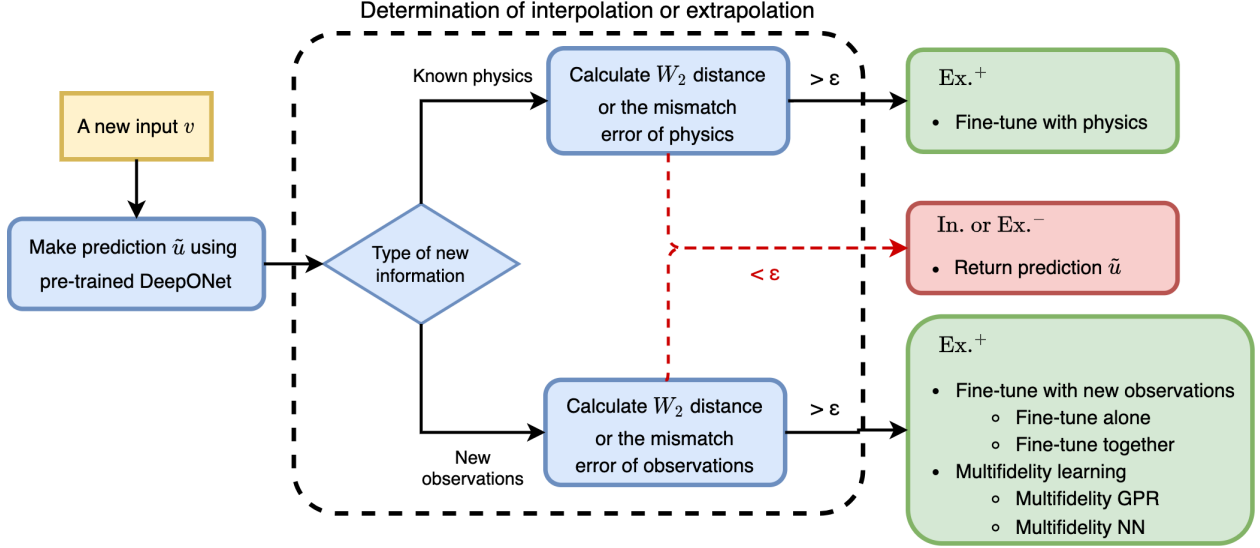 Determination of interpolation or extrapolation
A new input v
Make prediction ũ using
pre-trained DeepONet
Type of new
information
Known physics
Calculate W₂ distance
or the mismatch
error of physics
> ε
Ex.⁺
• Fine-tune with physics
< ε
In. or Ex.⁻
• Return prediction ũ
New
observations
Calculate W₂ distance
or the mismatch
error of observations
> ε
Ex.⁺
• Fine-tune with new observations
○ Fine-tune alone
○ Fine-tune together
• Multifidelity learning
○ Multifidelity GPR
○ Multifidelity NN